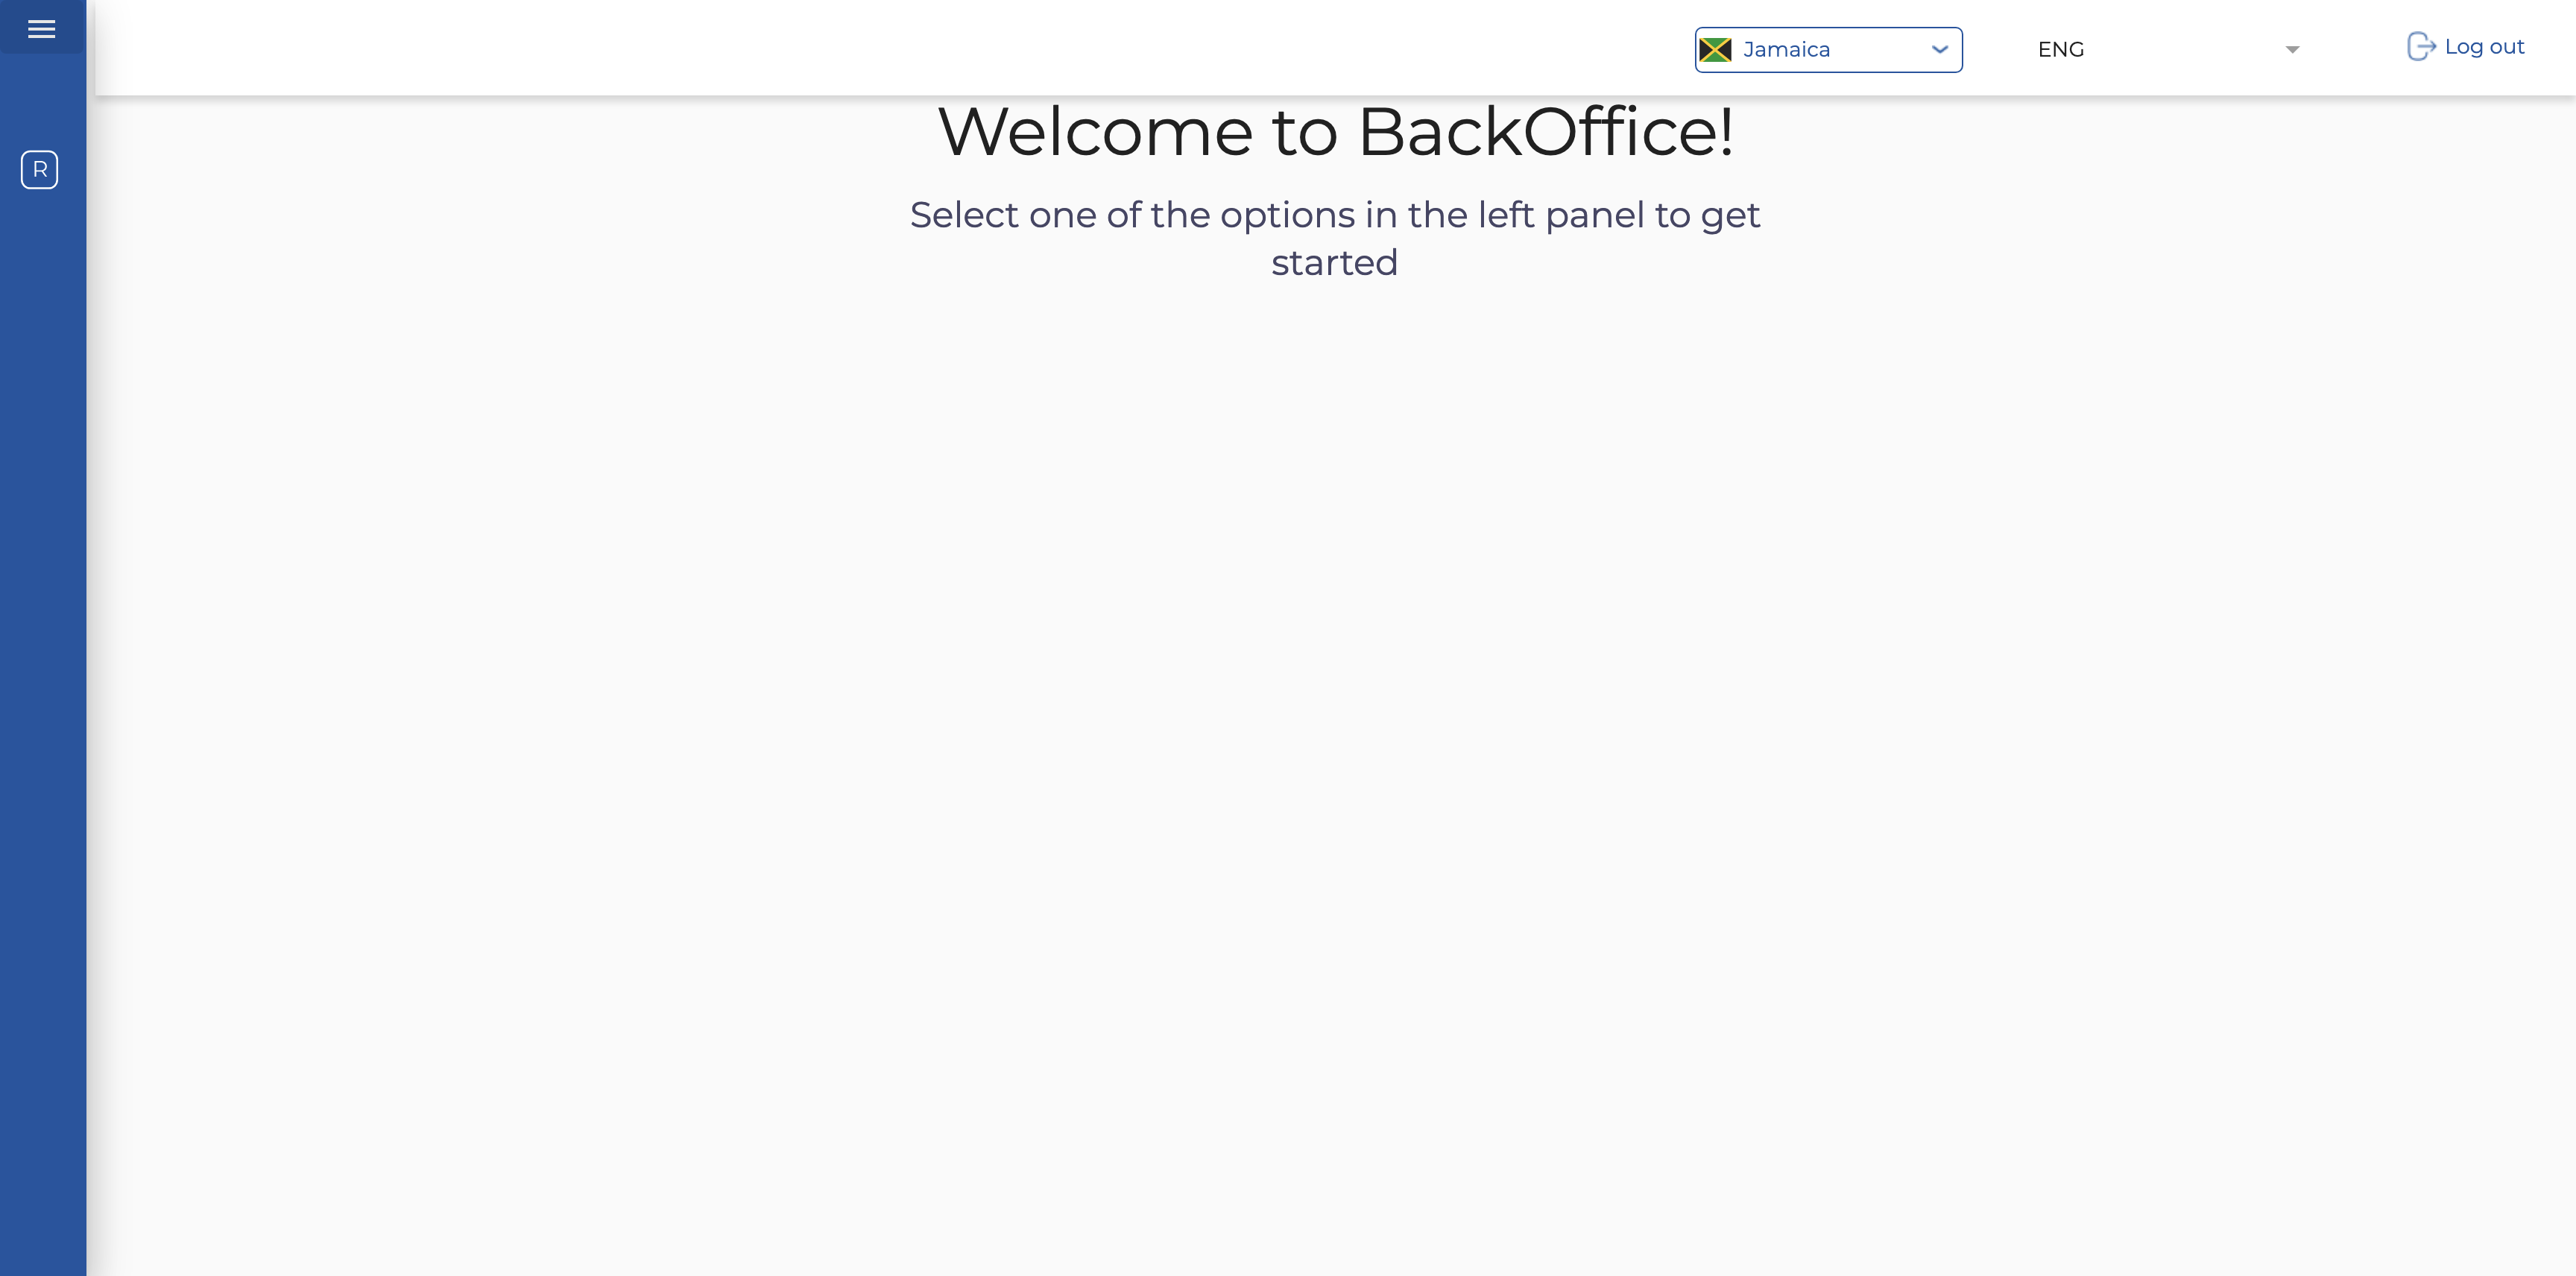 Jamaica
ENG
Log out
R
Welcome to BackOffice!
Select one of the options in the left panel to get
started